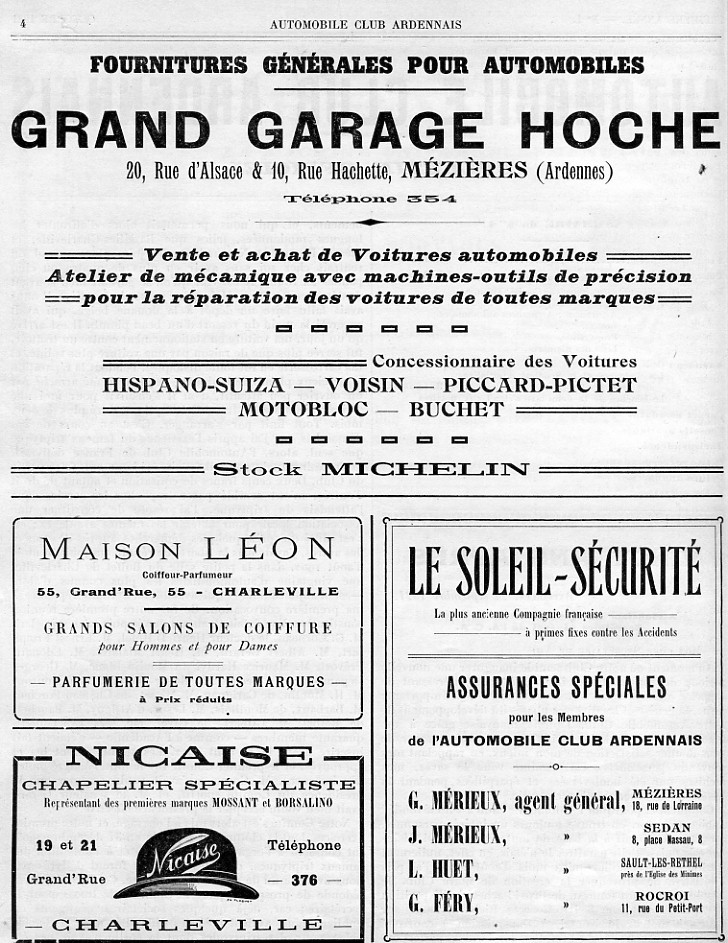 4
AUTOMOBILE CLUB ARDENNAIS
FOURNITURES GÉNÉRALES POUR AUTOMOBILES
GRAND GARAGE HOCHE
20, Rue d'Alsace & 10, Rue Hachette, MÉZIÈRES (Ardennes)
Téléphone 354
Vente et achat de Voitures automobiles
Atelier de mécanique avec machines-outils de précision
pour la réparation des voitures de toutes marques
Concessionnaire des Voitures
HISPANO-SUIZA — VOISIN — PICCARD-PICTET
MOTOBLOC — BUCHET
Stock MICHELIN
MAISON LÉON
Coiffeur-Parfumeur
55, Grand'Rue, 55 - CHARLEVILLE
GRANDS SALONS DE COIFFURE
pour Hommes et pour Dames
— PARFUMERIE DE TOUTES MARQUES —
à Prix réduits
NICAISE
CHAPELIER SPÉCIALISTE
Représentant des premières marques MOSSANT et BORSALINO
19 et 21
Grand'Rue
Nicaise
Téléphone
— 376 —
CHARLEVILLE
LE SOLEIL-SÉCURITÉ
La plus ancienne Compagnie française
à primes fixes contre les Accidents
ASSURANCES SPÉCIALES
pour les Membres
de l'AUTOMOBILE CLUB ARDENNAIS
G. MÉRIEUX, agent général, MÉZIÈRES
18, rue de Lorraine
J. MÉRIEUX, » SEDAN
8, place Nassau, 8
L. HUET, » SAULT-LES-RETHEL
près de l'Eglise des Minimes
G. FÉRY, » ROCROI
11, rue du Petit-Port